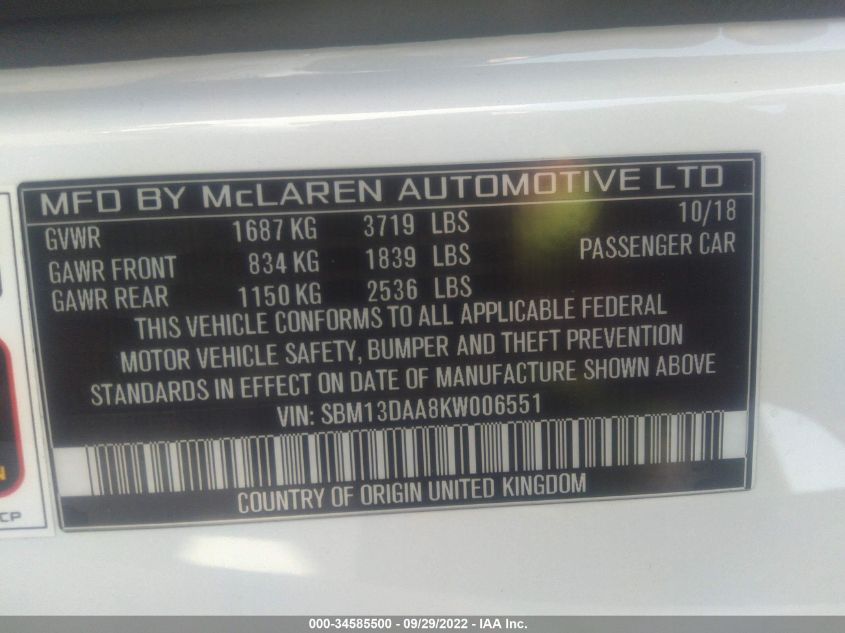 MFD BY McLAREN AUTOMOTIVE LTD
GVWR 1687 KG 3719 LBS 10/18
GAWR FRONT 834 KG 1839 LBS PASSENGER CAR
GAWR REAR 1150 KG 2536 LBS
THIS VEHICLE CONFORMS TO ALL APPLICABLE FEDERAL
MOTOR VEHICLE SAFETY, BUMPER AND THEFT PREVENTION
STANDARDS IN EFFECT ON DATE OF MANUFACTURE SHOWN ABOVE
VIN: SBM13DAA8KW006551
COUNTRY OF ORIGIN UNITED KINGDOM
CP
000-34585500 - 09/29/2022 - IAA Inc.